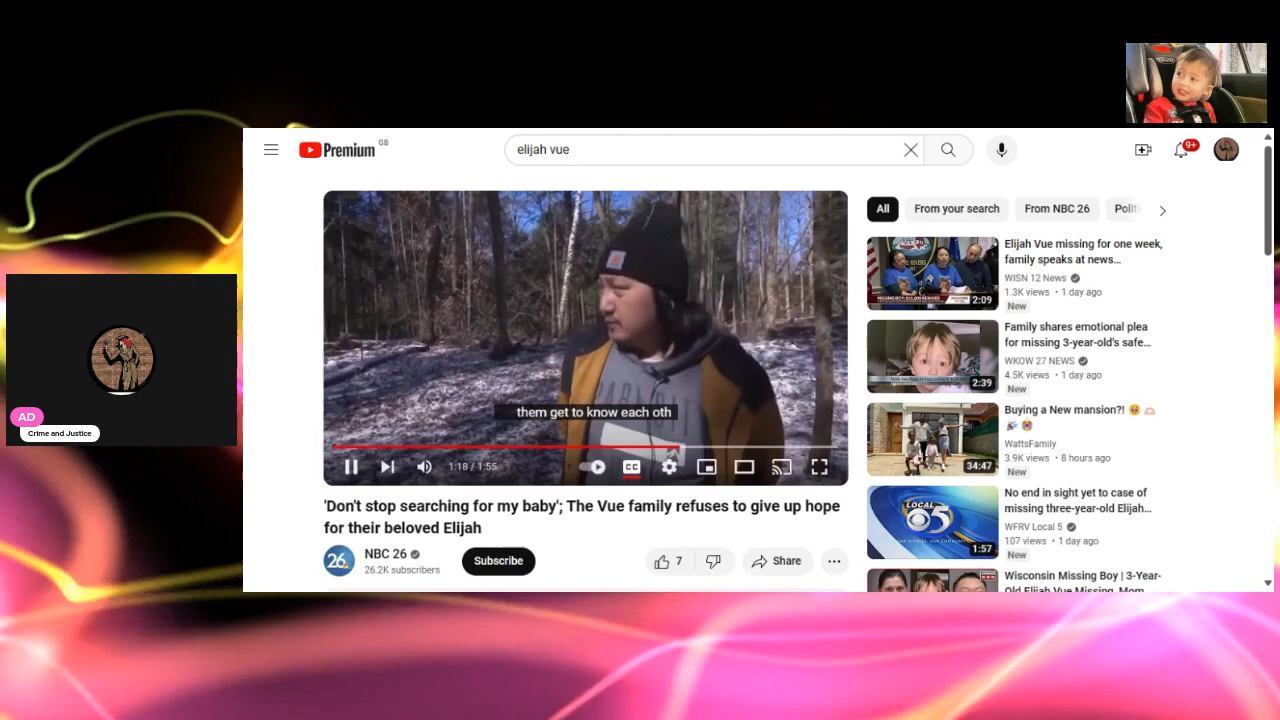 Premium GB
elijah vue
9+
All
From your search
From NBC 26
Elijah Vue missing for one week,
family speaks at news…
WISN 12 News
1.3K views • 1 day ago
New
2:09
Family shares emotional plea
for missing 3-year-old's safe…
WKOW 27 NEWS
4.5K views • 1 day ago
New
2:39
Buying a New mansion?!
WattsFamily
3.9K views • 8 hours ago
New
34:47
No end in sight yet to case of
missing three-year-old Elijah…
WFRV Local 5
107 views • 1 day ago
New
LOCAL
5
1:57
Wisconsin Missing Boy | 3-Year-
Old Elijah Vue Missing, Mom
them get to know each oth
1:18 / 1:55
CC
'Don't stop searching for my baby'; The Vue family refuses to give up hope
for their beloved Elijah
26
NBC 26
26.2K subscribers
Subscribe
7
Share
AD
Crime and Justice